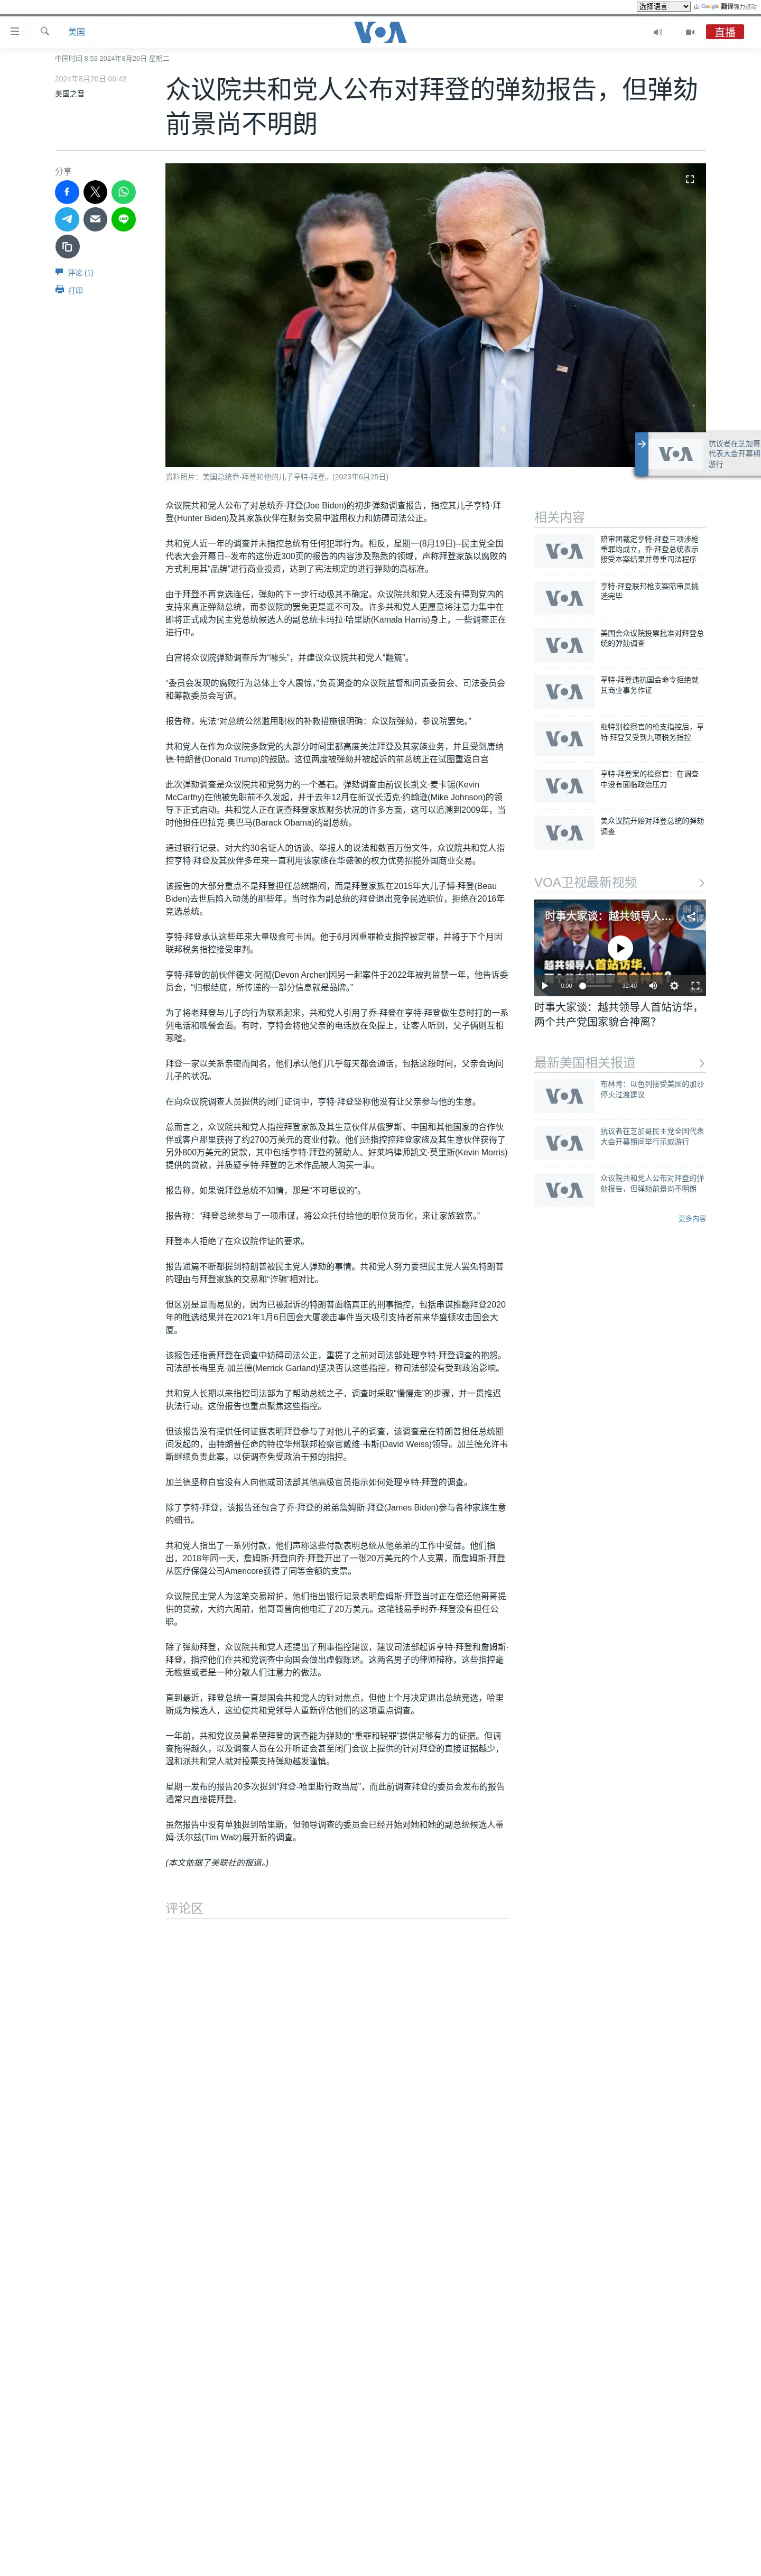 选择语言
由 Google 翻译强力驱动
美国
VOA
直播
中国时间 8:53 2024年8月20日 星期二
2024年8月20日 06:42
美国之音
众议院共和党人公布对拜登的弹劾报告，但弹劾
前景尚不明朗
分享
评论 (1)
打印
抗议者在芝加哥
代表大会开幕期
游行
资料照片：美国总统乔·拜登和他的儿子亨特·拜登。(2023年6月25日)
众议院共和党人公布了对总统乔·拜登(Joe Biden)的初步弹劾调查报告，指控其儿子亨特·拜
登(Hunter Biden)及其家族伙伴在财务交易中滥用权力和妨碍司法公正。
共和党人近一年的调查并未指控总统有任何犯罪行为。相反，星期一(8月19日)--民主党全国
代表大会开幕日--发布的这份近300页的报告的内容涉及熟悉的领域，声称拜登家族以腐败的
方式利用其“品牌”进行商业投资，达到了宪法规定的进行弹劾的高标准。
由于拜登不再竞选连任，弹劾的下一步行动极其不确定。众议院共和党人还没有得到党内的
支持来真正弹劾总统，而参议院的罢免更是遥不可及。许多共和党人更愿意将注意力集中在
即将正式成为民主党总统候选人的副总统卡玛拉·哈里斯(Kamala Harris)身上，一些调查正在
进行中。
白宫将众议院弹劾调查斥为“噱头”，并建议众议院共和党人“翻篇”。
“委员会发现的腐败行为总体上令人震惊，”负责调查的众议院监督和问责委员会、司法委员会
和筹款委员会写道。
报告称，宪法“对总统公然滥用职权的补救措施很明确：众议院弹劾，参议院罢免。”
共和党人在作为众议院多数党的大部分时间里都高度关注拜登及其家族业务，并且受到唐纳
德·特朗普(Donald Trump)的鼓励。这位两度被弹劾并被起诉的前总统正在试图重返白宫
此次弹劾调查是众议院共和党努力的一个基石。弹劾调查由前议长凯文·麦卡锡(Kevin
McCarthy)在他被免职前不久发起，并于去年12月在新议长迈克·约翰逊(Mike Johnson)的领
导下正式启动。共和党人正在调查拜登家族财务状况的许多方面，这可以追溯到2009年，当
时他担任巴拉克·奥巴马(Barack Obama)的副总统。
通过银行记录、对大约30名证人的访谈、举报人的说法和数百万份文件，众议院共和党人指
控亨特·拜登及其伙伴多年来一直利用该家族在华盛顿的权力优势招揽外国商业交易。
该报告的大部分重点不是拜登担任总统期间，而是拜登家族在2015年大儿子博·拜登(Beau
Biden)去世后陷入动荡的那些年，当时作为副总统的拜登退出竞争民选职位，拒绝在2016年
竞选总统。
亨特·拜登承认这些年来大量吸食可卡因。他于6月因重罪枪支指控被定罪，并将于下个月因
联邦税务指控接受审判。
亨特·拜登的前伙伴德文·阿彻(Devon Archer)因另一起案件于2022年被判监禁一年，他告诉委
员会，“归根结底，所传递的一部分信息就是品牌。”
为了将老拜登与儿子的行为联系起来，共和党人引用了乔·拜登在亨特·拜登做生意时打的一系
列电话和晚餐会面。有时，亨特会将他父亲的电话放在免提上，让客人听到，父子俩则互相
寒暄。
拜登一家以关系亲密而闻名，他们承认他们几乎每天都会通话，包括这段时间，父亲会询问
儿子的状况。
在向众议院调查人员提供的闭门证词中，亨特·拜登坚称他没有让父亲参与他的生意。
总而言之，众议院共和党人指控拜登家族及其生意伙伴从俄罗斯、中国和其他国家的合作伙
伴或客户那里获得了约2700万美元的商业付款。他们还指控控拜登家族及其生意伙伴获得了
另外800万美元的贷款，其中包括亨特·拜登的赞助人、好莱坞律师凯文·莫里斯(Kevin Morris)
提供的贷款，并质疑亨特·拜登的艺术作品被人购买一事。
报告称，如果说拜登总统不知情，那是“不可思议的”。
报告称：“拜登总统参与了一项串谋，将公众托付给他的职位货币化，来让家族致富。”
拜登本人拒绝了在众议院作证的要求。
报告通篇不断都提到特朗普被民主党人弹劾的事情。共和党人努力要把民主党人罢免特朗普
的理由与拜登家族的交易和“诈骗”相对比。
但区别是显而易见的，因为已被起诉的特朗普面临真正的刑事指控，包括串谋推翻拜登2020
年的胜选结果并在2021年1月6日国会大厦袭击事件当天吸引支持者前来华盛顿攻击国会大
厦。
该报告还指责拜登在调查中妨碍司法公正，重提了之前对司法部处理亨特·拜登调查的抱怨。
司法部长梅里克·加兰德(Merrick Garland)坚决否认这些指控，称司法部没有受到政治影响。
共和党人长期以来指控司法部为了帮助总统之子，调查时采取“慢慢走”的步骤，并一贯推迟
执法行动。这份报告也重点聚焦这些指控。
但该报告没有提供任何证据表明拜登参与了对他儿子的调查，该调查是在特朗普担任总统期
间发起的，由特朗普任命的特拉华州联邦检察官戴维·韦斯(David Weiss)领导。加兰德允许韦
斯继续负责此案，以使调查免受政治干预的指控。
加兰德坚称白宫没有人向他或司法部其他高级官员指示如何处理亨特·拜登的调查。
除了亨特·拜登，该报告还包含了乔·拜登的弟弟詹姆斯·拜登(James Biden)参与各种家族生意
的细节。
共和党人指出了一系列付款，他们声称这些付款表明总统从他弟弟的工作中受益。他们指
出，2018年同一天，詹姆斯·拜登向乔·拜登开出了一张20万美元的个人支票，而詹姆斯·拜登
从医疗保健公司Americore获得了同等金额的支票。
众议院民主党人为这笔交易辩护，他们指出银行记录表明詹姆斯·拜登当时正在偿还他哥哥提
供的贷款，大约六周前，他哥哥曾向他电汇了20万美元。这笔钱易手时乔·拜登没有担任公
职。
除了弹劾拜登，众议院共和党人还提出了刑事指控建议，建议司法部起诉亨特·拜登和詹姆斯·
拜登，指控他们在共和党调查中向国会做出虚假陈述。这两名男子的律师辩称，这些指控毫
无根据或者是一种分散人们注意力的做法。
直到最近，拜登总统一直是国会共和党人的针对焦点，但他上个月决定退出总统竞选，哈里
斯成为候选人，这迫使共和党领导人重新评估他们的这项重点调查。
一年前，共和党议员曾希望拜登的调查能为弹劾的“重罪和轻罪”提供足够有力的证据。但调
查拖得越久，以及调查人员在公开听证会甚至闭门会议上提供的针对拜登的直接证据越少，
温和派共和党人就对投票支持弹劾越发谨慎。
星期一发布的报告20多次提到“拜登-哈里斯行政当局”，而此前调查拜登的委员会发布的报告
通常只直接提拜登。
虽然报告中没有单独提到哈里斯，但领导调查的委员会已经开始对她和她的副总统候选人蒂
姆·沃尔兹(Tim Walz)展开新的调查。
(本文依据了美联社的报道。)
评论区
相关内容
陪审团裁定亨特·拜登三项涉枪
重罪均成立，乔·拜登总统表示
接受本案结果并尊重司法程序
亨特·拜登联邦枪支案陪审员挑
选完毕
美国会众议院投票批准对拜登总
统的弹劾调查
亨特·拜登违抗国会命令拒绝就
其商业事务作证
继特别检察官的枪支指控后，亨
特·拜登又受到九项税务指控
亨特·拜登案的检察官：在调查
中没有面临政治压力
美众议院开始对拜登总统的弹劾
调查
VOA卫视最新视频
时事大家谈：越共领导人...
越共领导人首站访华，
0:00
32:40
时事大家谈：越共领导人首站访华，
两个共产党国家貌合神离？
最新美国相关报道
布林肯：以色列接受美国的加沙
停火过渡建议
抗议者在芝加哥民主党全国代表
大会开幕期间举行示威游行
众议院共和党人公布对拜登的弹
劾报告，但弹劾前景尚不明朗
更多内容